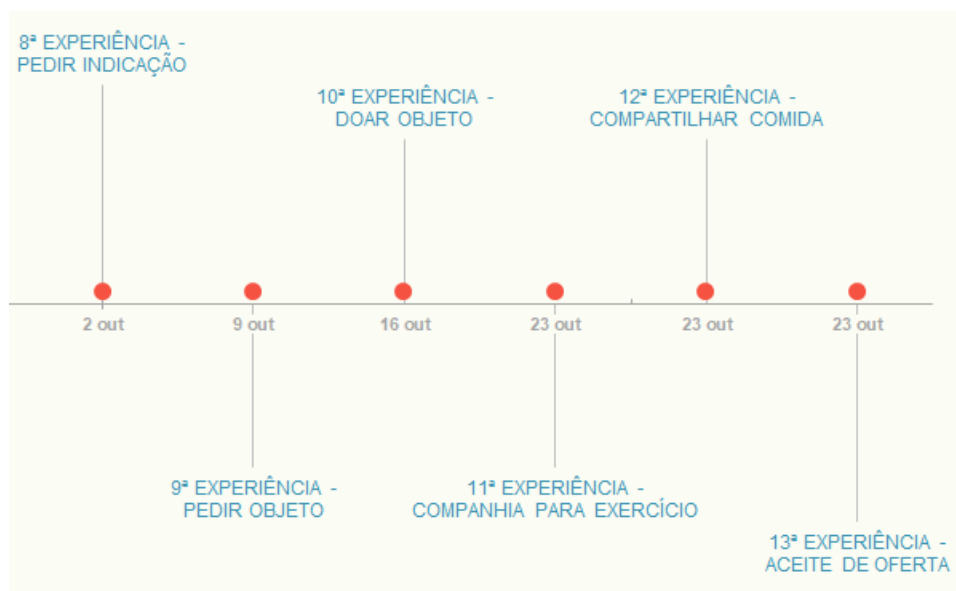 8ª EXPERIÊNCIA -
PEDIR INDICAÇÃO
10ª EXPERIÊNCIA -
DOAR OBJETO
12ª EXPERIÊNCIA -
COMPARTILHAR COMIDA
2 out
9 out
16 out
23 out
23 out
23 out
9ª EXPERIÊNCIA -
PEDIR OBJETO
11ª EXPERIÊNCIA -
COMPANHIA PARA EXERCÍCIO
13ª EXPERIÊNCIA -
ACEITE DE OFERTA